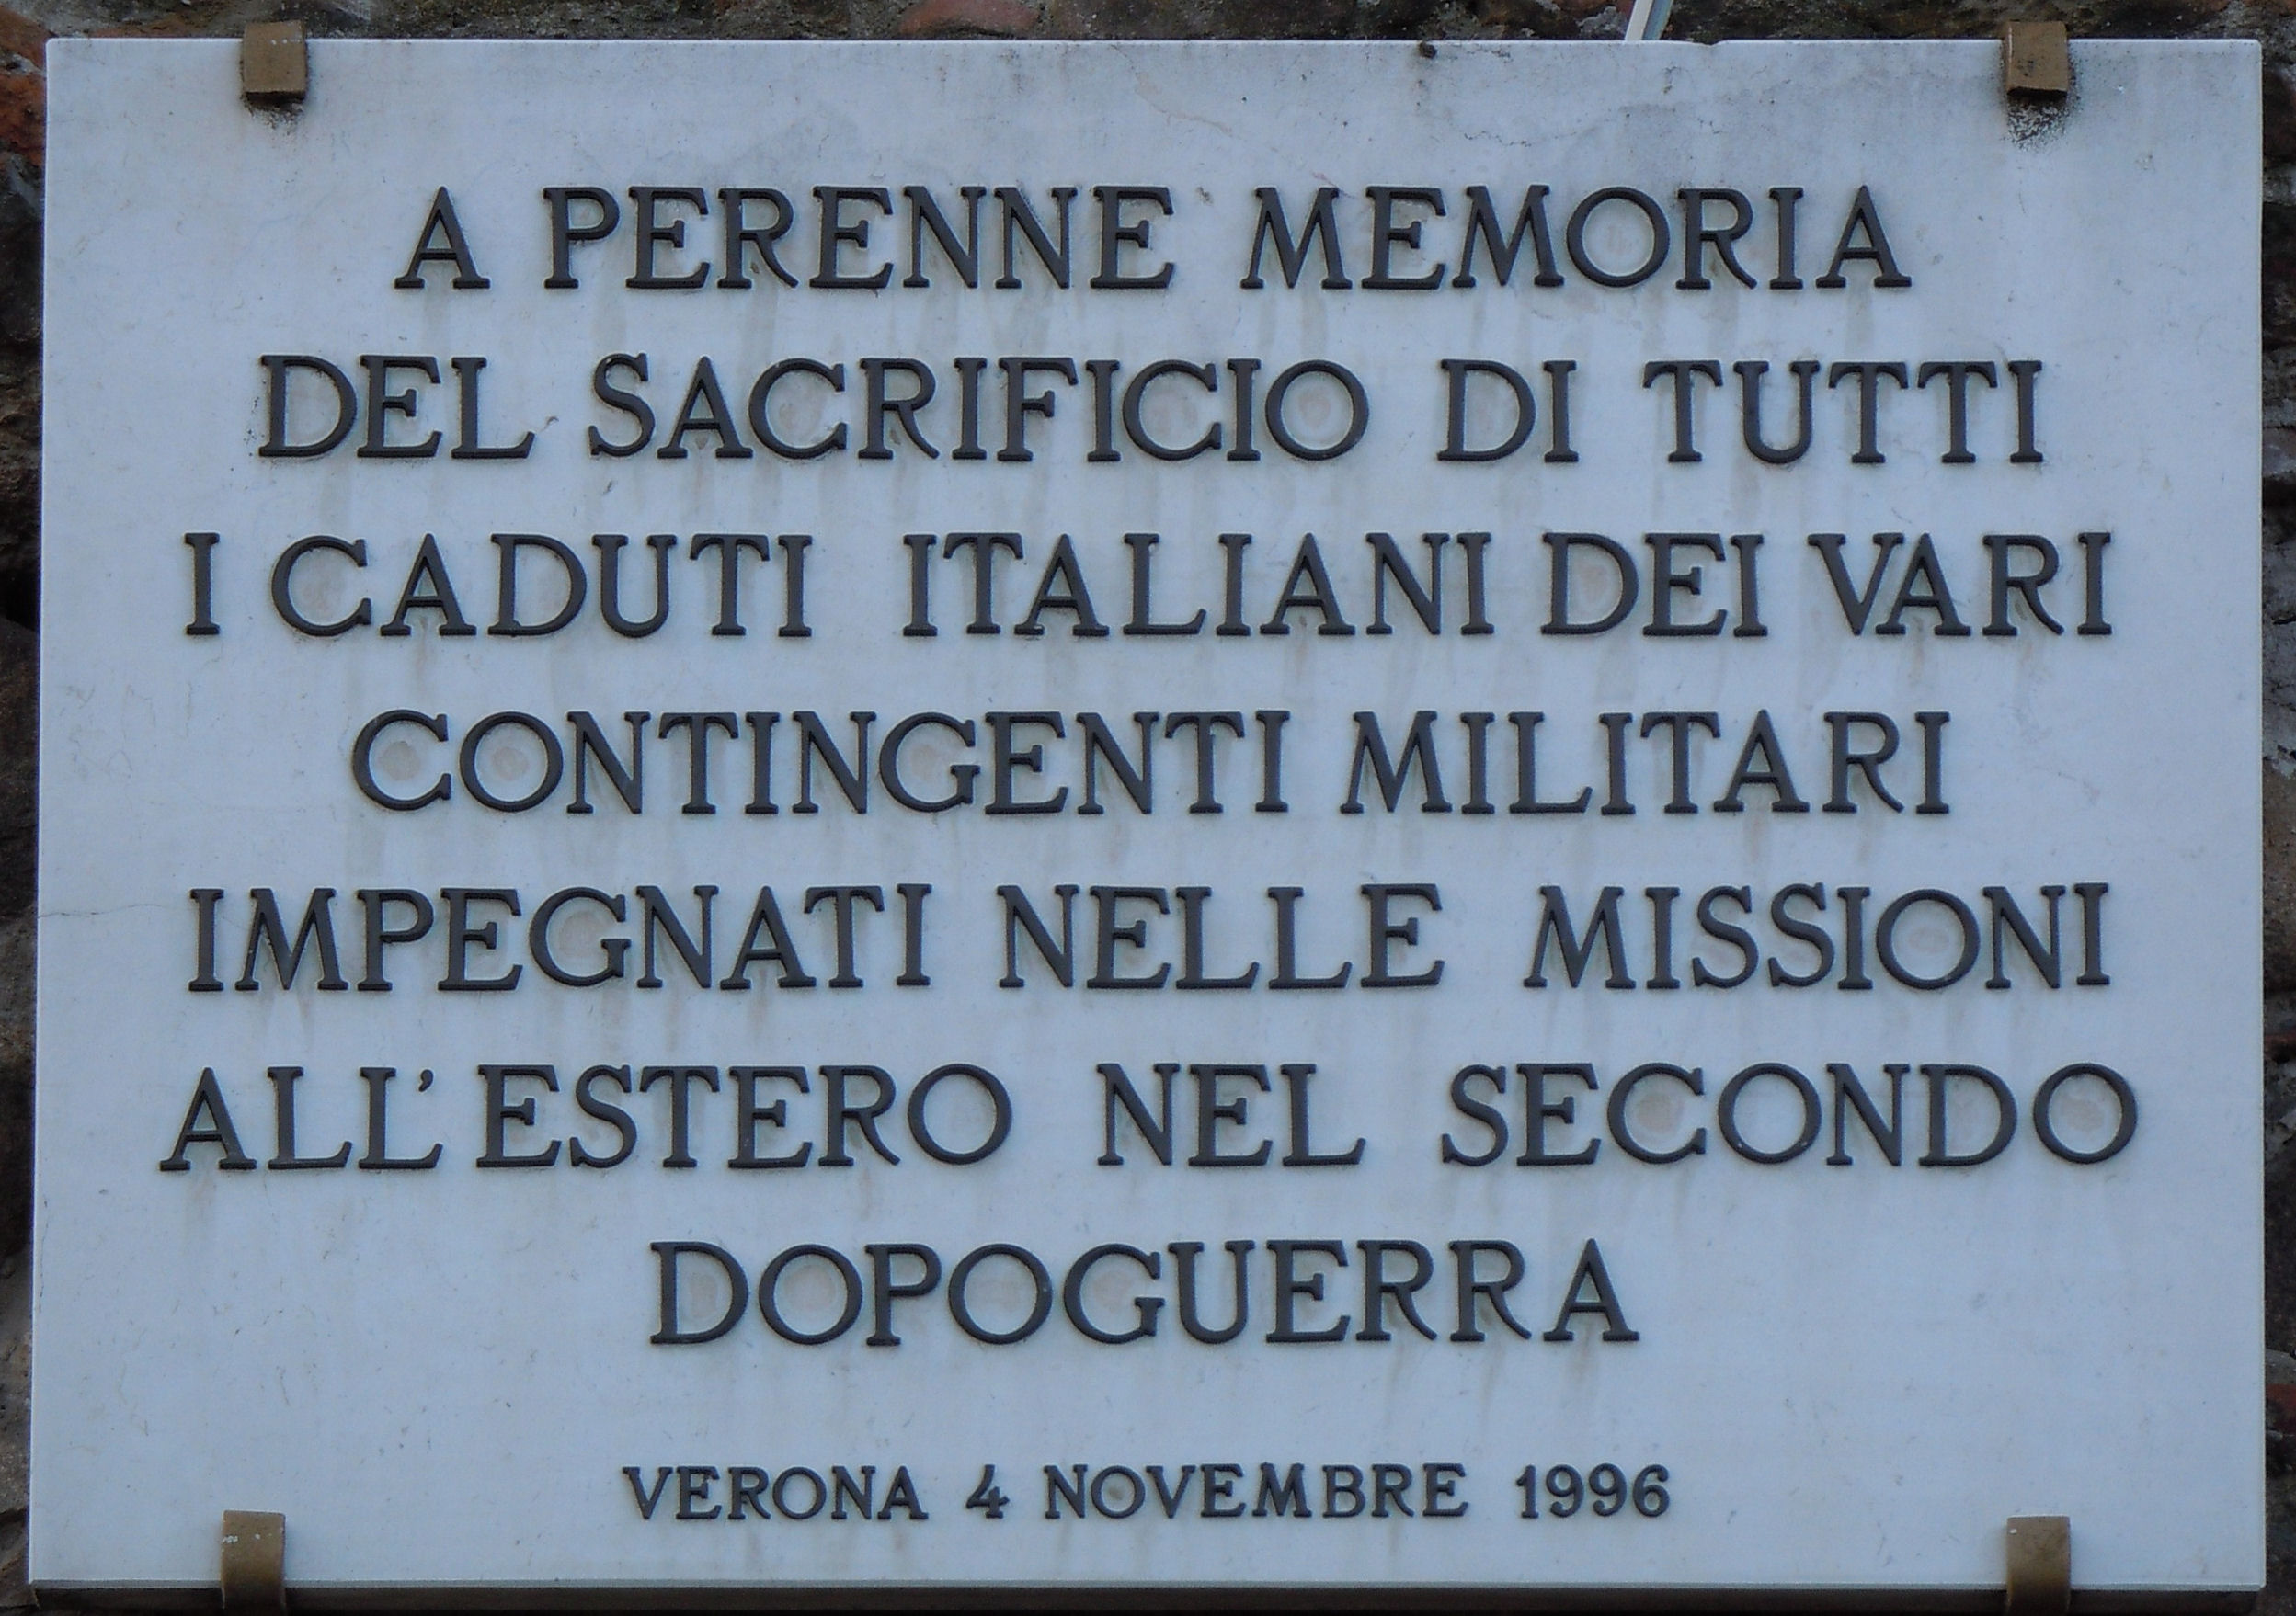 A PERENNE MEMORIA
DEL SACRIFICIO DI TUTTI
I CADUTI ITALIANI DEI VARI
CONTINGENTI MILITARI
IMPEGNATI NELLE MISSIONI
ALL'ESTERO NEL SECONDO
DOPOGUERRA
VERONA 4 NOVEMBRE 1996